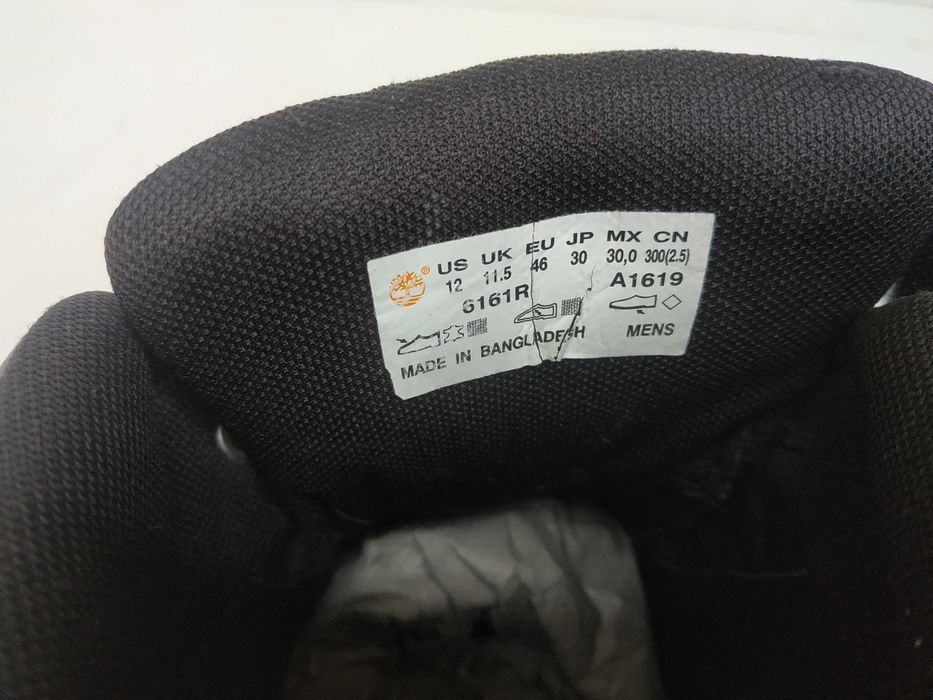 US UK EU JP MX CN
12 11.5 46 30 30,0 300(2.5)
6161R A1619
MADE IN BANGLADESH MENS